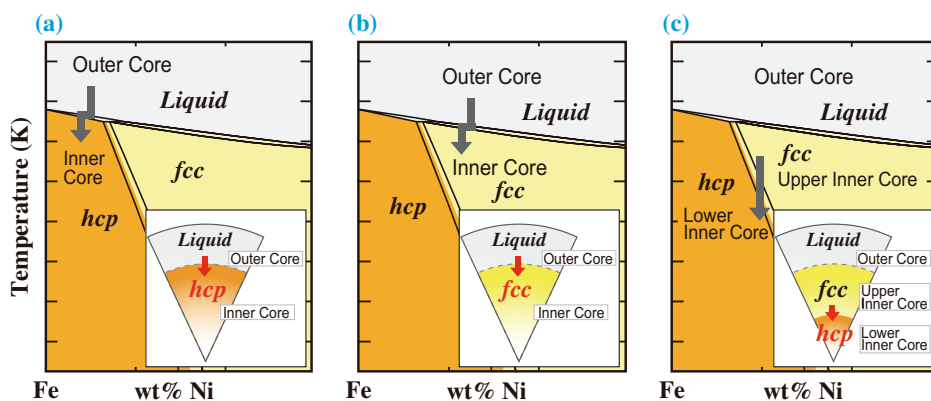 (a)
Outer Core
Liquid
Inner
Core
fcc
hcp
Liquid
Outer Core
hcp
Inner Core
(b)
Outer Core
Liquid
Inner Core
fcc
hcp
Liquid
Outer Core
fcc
Inner Core
(c)
Outer Core
Liquid
fcc
hcp
Upper Inner Core
Lower
Inner Core
Liquid
Outer Core
fcc
Upper
Inner Core
hcp
Lower
Inner Core
Temperature (K)
Fe
wt% Ni
Fe
wt% Ni
Fe
wt% Ni